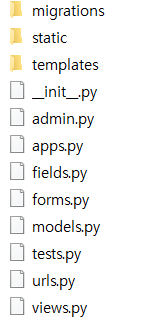 migrations
static
templates
__init__.py
admin.py
apps.py
fields.py
forms.py
models.py
tests.py
urls.py
views.py